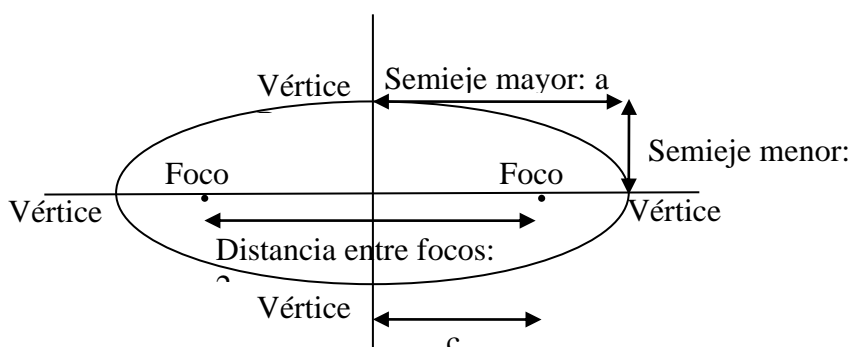 Vértice
Semieje mayor: a
Semieje menor:
Foco
Foco
Vértice
Vértice
Distancia entre focos:
Vértice
c